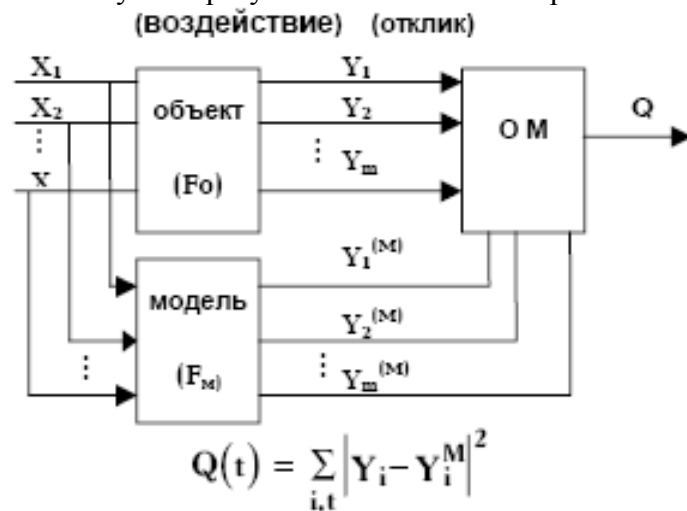 (воздействие) (отклик)
X₁ Y₁
X₂ объект Y₂ О М Q
x (Fo) Yₘ
Y₁⁽ᴹ⁾
модель
Y₂⁽ᴹ⁾
(Fм)
Yₘ⁽ᴹ⁾
Q(t) = ∑ |Yᵢ − Yᵢᴹ|²
i,t